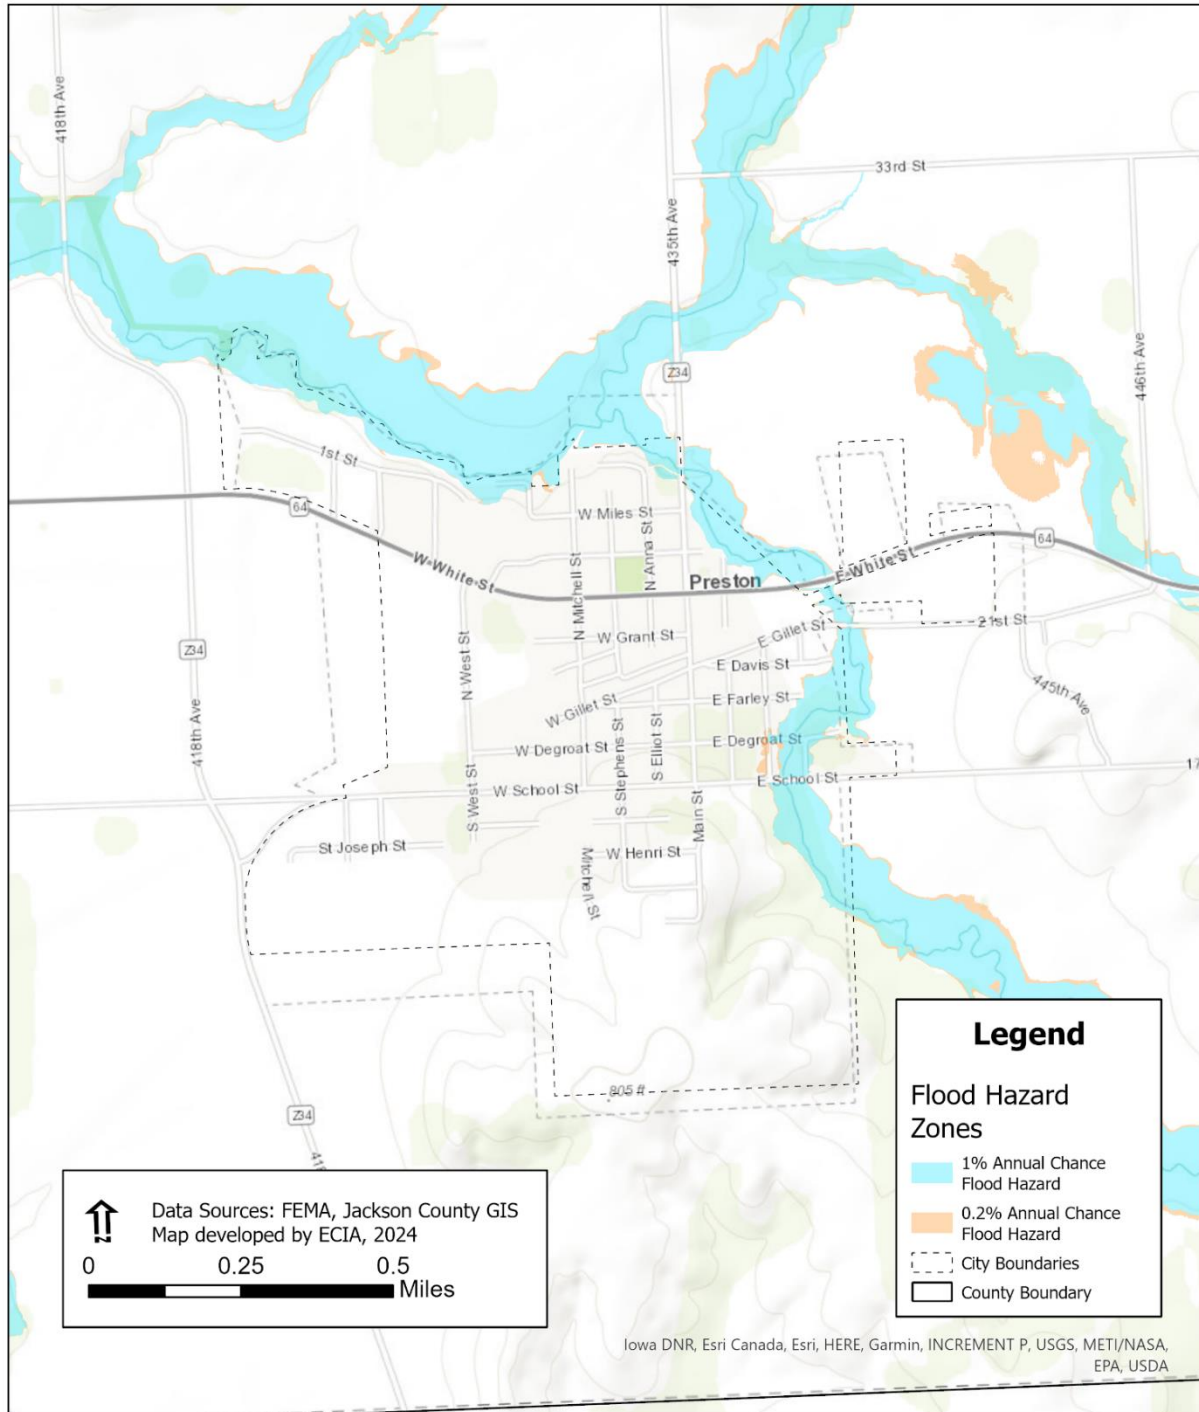 418th Ave
33rd St
435th Ave
Z34
446th Ave
1st St
64
W White St
W Miles St
N Anna St
N Mitchell St
Preston
E White St
64
W Grant St
E Gillet St
21st St
Z34
N West St
E Davis St
W Gillet St
E Farley St
445th Ave
418th Ave
W Degroat St
S Stephens St
S Elliot St
E Degroat St
S West St
W School St
E School St
17
Main St
St Joseph St
W Henri St
Mitchell St
805 ft
Z34
Legend
Flood Hazard
Zones
1% Annual Chance
Flood Hazard
0.2% Annual Chance
Flood Hazard
City Boundaries
County Boundary
N
Data Sources: FEMA, Jackson County GIS
Map developed by ECIA, 2024
0 0.25 0.5
Miles
Iowa DNR, Esri Canada, Esri, HERE, Garmin, INCREMENT P, USGS, METI/NASA,
EPA, USDA